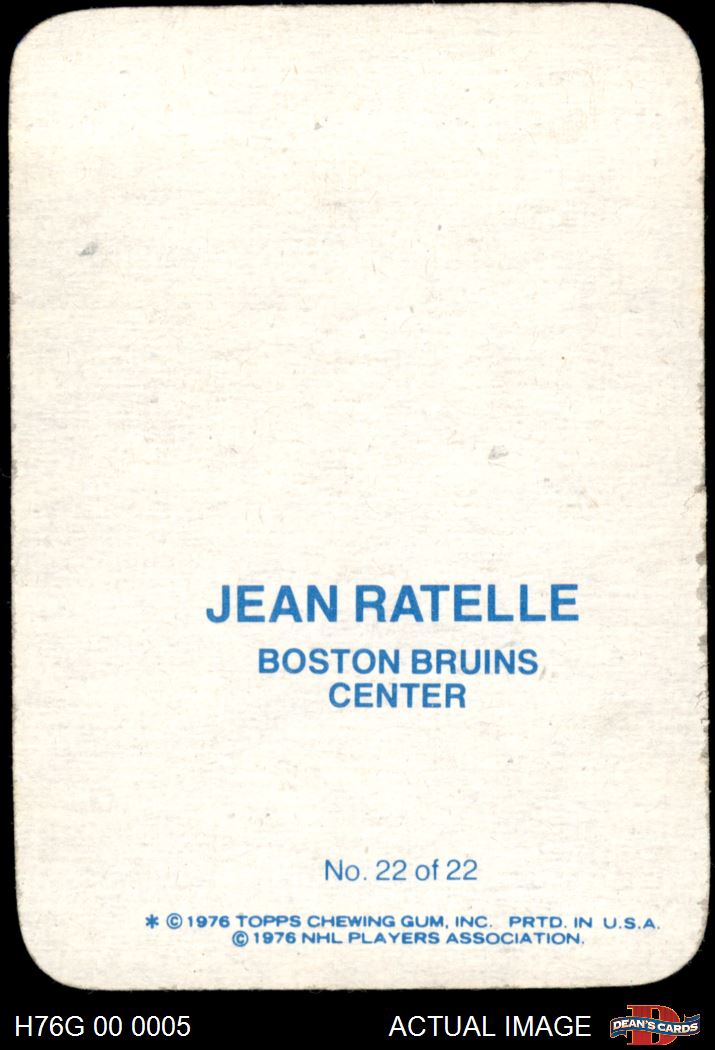 JEAN RATELLE
BOSTON BRUINS
CENTER
No. 22 of 22
* © 1976 TOPPS CHEWING GUM, INC. PRTD. IN U.S.A.
© 1976 NHL PLAYERS ASSOCIATION.
H76G 00 0005 ACTUAL IMAGE D DEAN'S CARDS